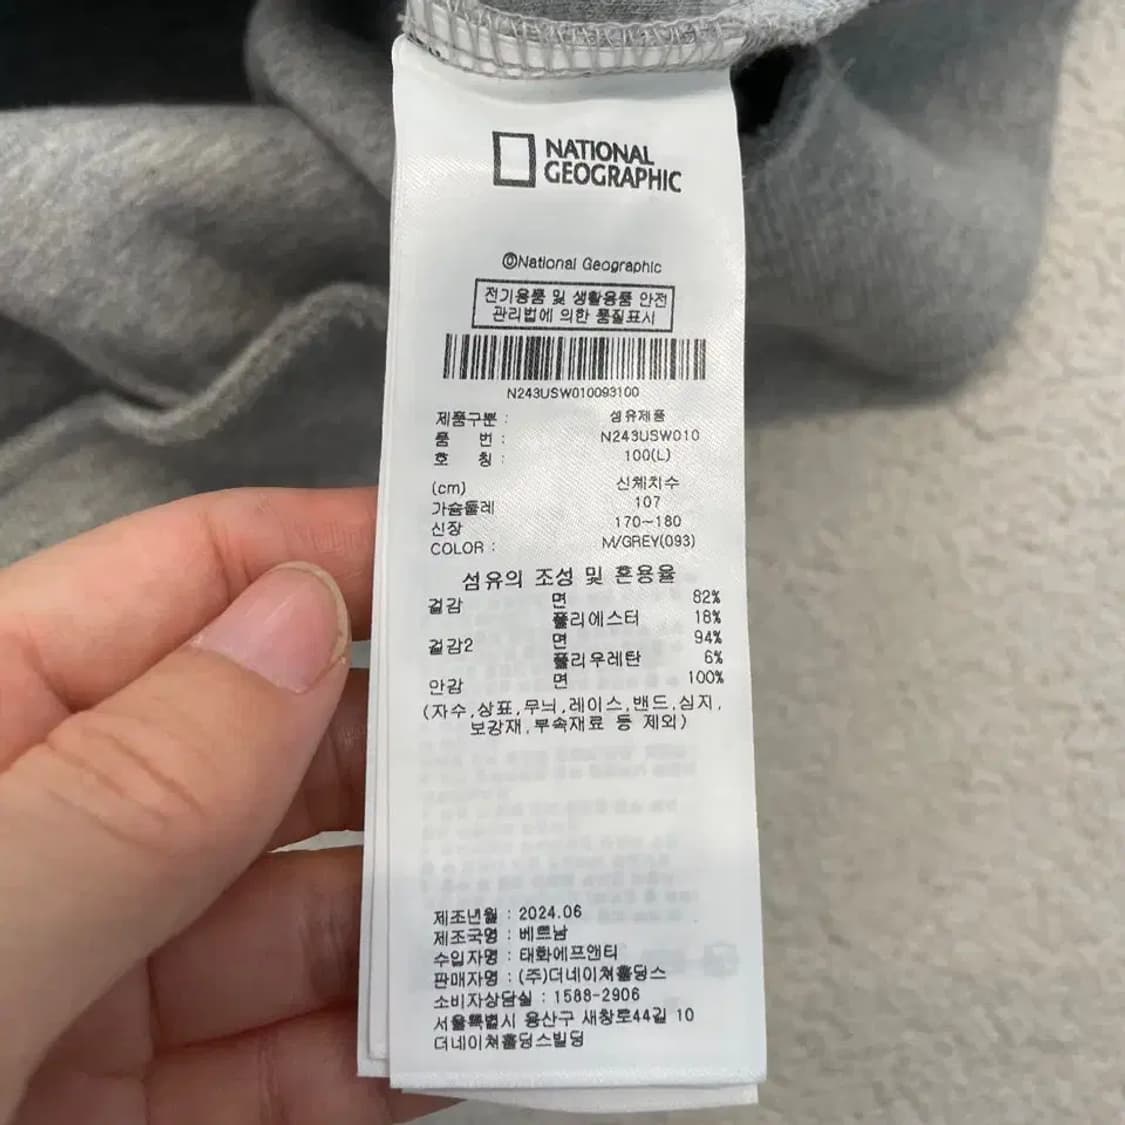 NATIONAL
GEOGRAPHIC
©National Geographic
전기용품 및 생활용품 안전
관리법에 의한 품질표시
N243USW010093100
제품구분 : 섬유제품
품 번 : N243USW010
호 칭 : 100(L)
(cm) 신체치수
가슴둘레 107
신장 170~180
COLOR : M/GREY(093)
섬유의 조성 및 혼용율
겉감 면 82%
폴리에스터 18%
겉감2 면 94%
폴리우레탄 6%
안감 면 100%
(자수,상표,무늬,레이스,밴드,심지,
보강재,부속재료 등 제외)
제조년월 : 2024.06
제조국명 : 베트남
수입자명 : 태화에프앤티
판매자명 : (주)더네이쳐홀딩스
소비자상담실 : 1588-2906
서울특별시 용산구 새창로44길 10
더네이쳐홀딩스빌딩